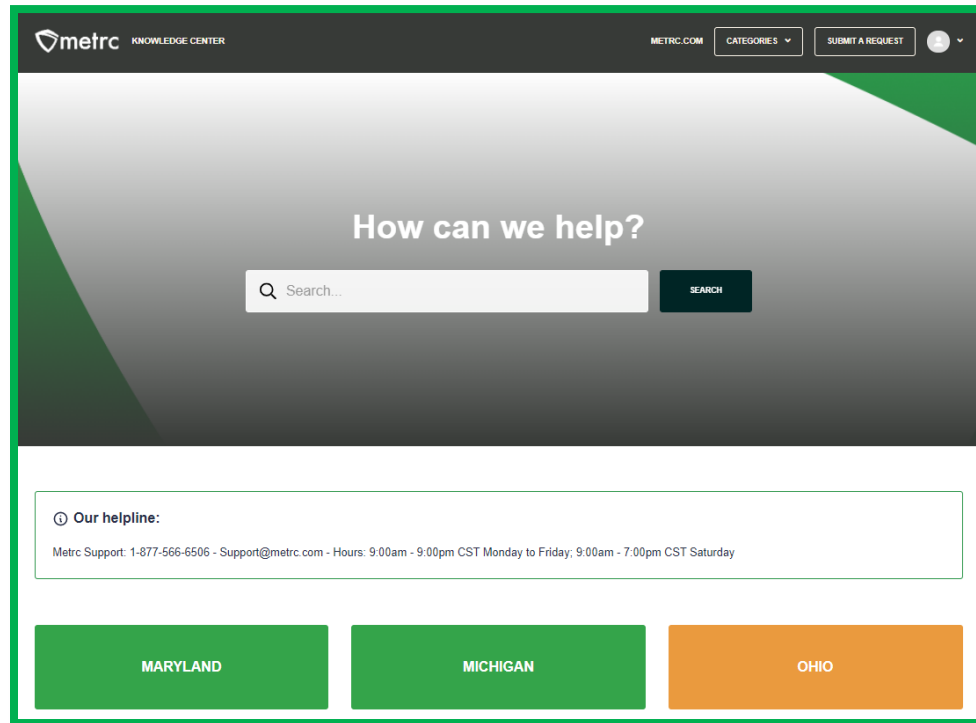 metrc KNOWLEDGE CENTER METRC.COM CATEGORIES SUBMIT A REQUEST
How can we help?
Search... SEARCH
Our helpline:
Metrc Support: 1-877-566-6506 - Support@metrc.com - Hours: 9:00am - 9:00pm CST Monday to Friday; 9:00am - 7:00pm CST Saturday
MARYLAND MICHIGAN OHIO